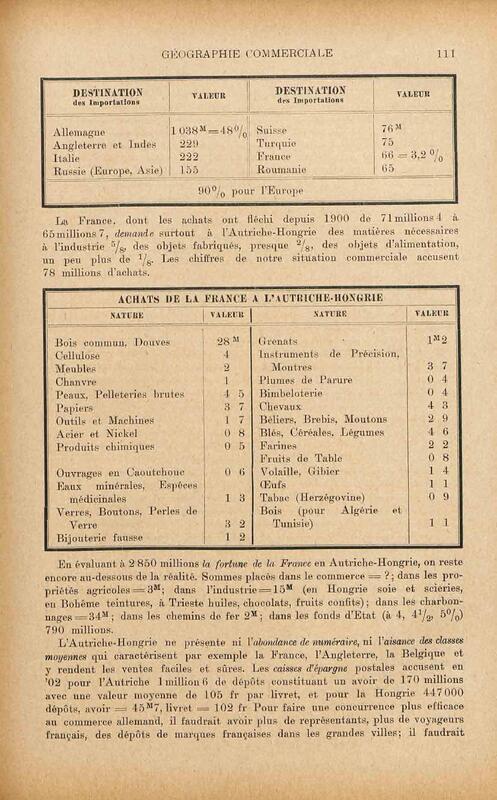 GÉOGRAPHIE COMMERCIALE 111
DESTINATION des Importations VALEUR DESTINATION des Importations VALEUR
Allemagne 1 038ᴹ=48% Suisse 76ᴹ
Angleterre et Indes 229 Turquie 75
Italie 222 France 66 = 3,2 %
Russie (Europe, Asie) 155 Roumanie 65
90% pour l'Europe
La France, dont les achats ont fléchi depuis 1900 de 71 millions 4 à
65 millions 7, demande surtout à l'Autriche-Hongrie des matières nécessaires
à l'industrie 5/8, des objets fabriqués, presque 2/8, des objets d'alimentation,
un peu plus de 1/8. Les chiffres de notre situation commerciale accusent
78 millions d'achats.
ACHATS DE LA FRANCE A L'AUTRICHE-HONGRIE
NATURE VALEUR NATURE VALEUR
Bois commun, Douves 28 ᴹ Grenats 1ᴹ2
Cellulose 4 Instruments de Précision,
Meubles 2 Montres 3 7
Chanvre 1 Plumes de Parure 0 4
Peaux, Pelleteries brutes 4 5 Bimbeloterie 0 4
Papiers 3 7 Chevaux 4 3
Outils et Machines 1 7 Béliers, Brebis, Moutons 2 9
Acier et Nickel 0 8 Blés, Céréales, Légumes 4 6
Produits chimiques 0 5 Farines 2 2
Fruits de Table 0 8
Ouvrages en Caoutchouc 0 6 Volaille, Gibier 1 4
Eaux minérales, Espèces Œufs 1 1
médicinales 1 3 Tabac (Herzégovine) 0 9
Verres, Boutons, Perles de Bois (pour Algérie et
Verre 3 2 Tunisie) 1 1
Bijouterie fausse 1 2
En évaluant à 2 850 millions la fortune de la France en Autriche-Hongrie, on reste
encore au-dessous de la réalité. Sommes placées dans le commerce = ?; dans les pro-
priétés agricoles = 3ᴹ; dans l'industrie = 15ᴹ (en Hongrie soie et scieries,
en Bohême teintures, à Trieste huiles, chocolats, fruits confits); dans les charbon-
nages = 34ᴹ; dans les chemins de fer 2ᴹ; dans les fonds d'Etat (à 4, 4 1/2, 5%)
790 millions.
L'Autriche-Hongrie ne présente ni l'abondance de numéraire, ni l'aisance des classes
moyennes qui caractérisent par exemple la France, l'Angleterre, la Belgique et
y rendent les ventes faciles et sûres. Les caisses d'épargne postales accusent en
'02 pour l'Autriche 1 million 6 de dépôts constituant un avoir de 170 millions
avec une valeur moyenne de 105 fr par livret, et pour la Hongrie 447 000
dépôts, avoir = 45ᴹ7, livret = 102 fr Pour faire une concurrence plus efficace
au commerce allemand, il faudrait avoir plus de représentants, plus de voyageurs
français, des dépôts de marques françaises dans les grandes villes; il faudrait